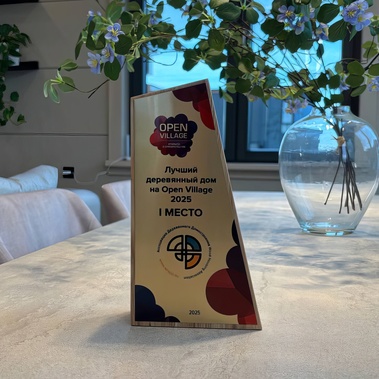 OPEN
VILLAGE
Лучший
деревянный дом
на Open Village
2025
I МЕСТО
2025